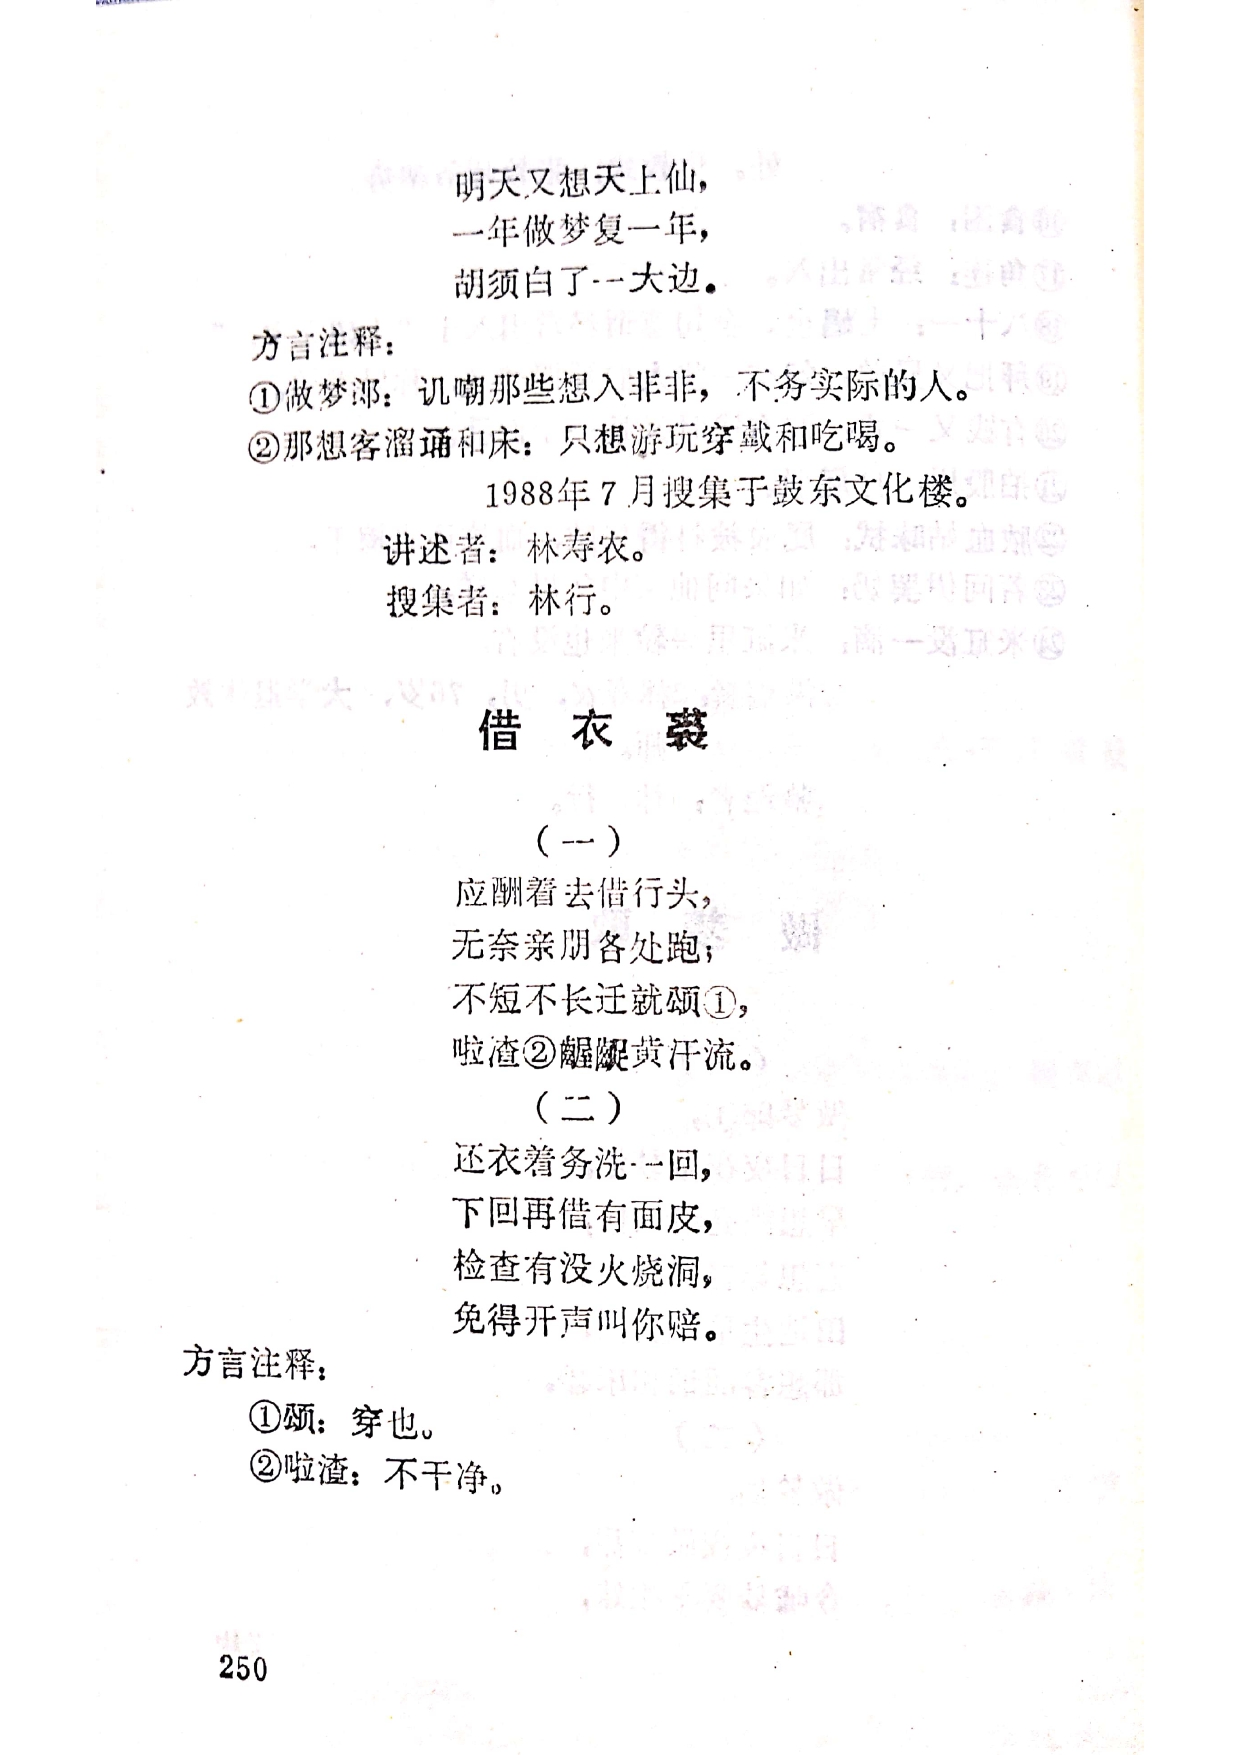 明天又想天上仙，
一年做梦复一年，
胡须白了一大边。
方言注释：
①做梦郎：讥嘲那些想入非非，不务实际的人。
②那想客溜诵和床：只想游玩穿戴和吃喝。
1988年7月搜集于鼓东文化楼。
讲述者：林寿农。
搜集者：林行。
借 衣 裘
（一）
应酬着去借行头，
无奈亲朋各处跑；
不短不长迁就颂①，
啦渣②龌龊黄汗流。
（二）
还衣着务洗一回，
下回再借有面皮，
检查有没火烧洞，
免得开声叫你赔。
方言注释：
①颂：穿也。
②啦渣：不干净。
250